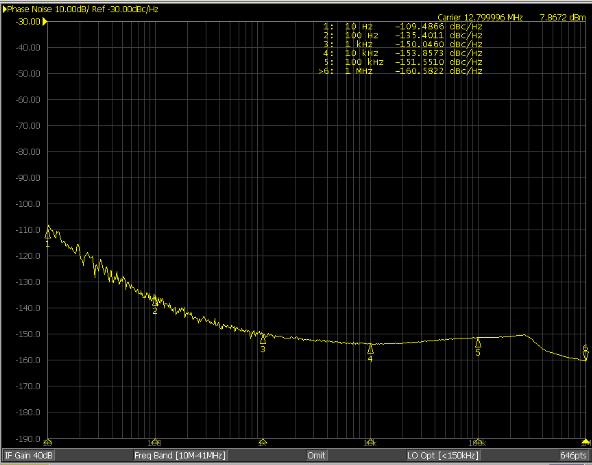 ▶Phase Noise 10.00dB/ Ref -30.00dBc/Hz
Carrier 12.799996 MHz 7.8672 dBm
-30.00
1: 10 Hz -109.4866 dBc/Hz
2: 100 Hz -135.4011 dBc/Hz
3: 1 kHz -150.0460 dBc/Hz
4: 10 kHz -153.8573 dBc/Hz
5: 100 kHz -151.5510 dBc/Hz
>6: 1 MHz -160.5822 dBc/Hz
-40.00
-50.00
-60.00
-70.00
-80.00
-90.00
-100.0
-110.0
-120.0
-130.0
-140.0
-150.0
-160.0
-170.0
-180.0
-190.0
1
2
3
4
5
6
IF Gain 40dB
Freq Band [10M-41MHz]
Omit
LO Opt [<150kHz]
646pts